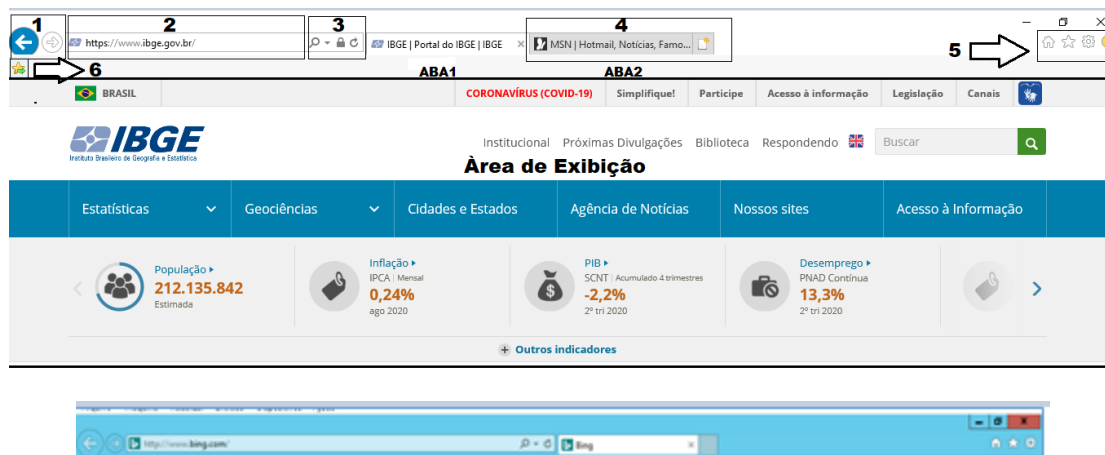 1 2 3 4
https://www.ibge.gov.br/ IBGE | Portal do IBGE | IBGE × MSN | Hotmail, Notícias, Famo...
5
6 ABA1 ABA2
BRASIL CORONAVÍRUS (COVID-19) Simplifique! Participe Acesso à informação Legislação Canais
IBGE
Instituto Brasileiro de Geografia e Estatística
Institucional Próximas Divulgações Biblioteca Respondendo Buscar
Àrea de Exibição
Estatísticas Geociências Cidades e Estados Agência de Notícias Nossos sites Acesso à Informação
População
212.135.842
Estimada
Inflação
IPCA | Mensal
0,24%
ago 2020
PIB
SCNT | Acumulado 4 trimestres
-2,2%
2º tri 2020
Desemprego
PNAD Contínua
13,3%
2º tri 2020
+ Outros indicadores
http://www.bing.com/ Bing ×